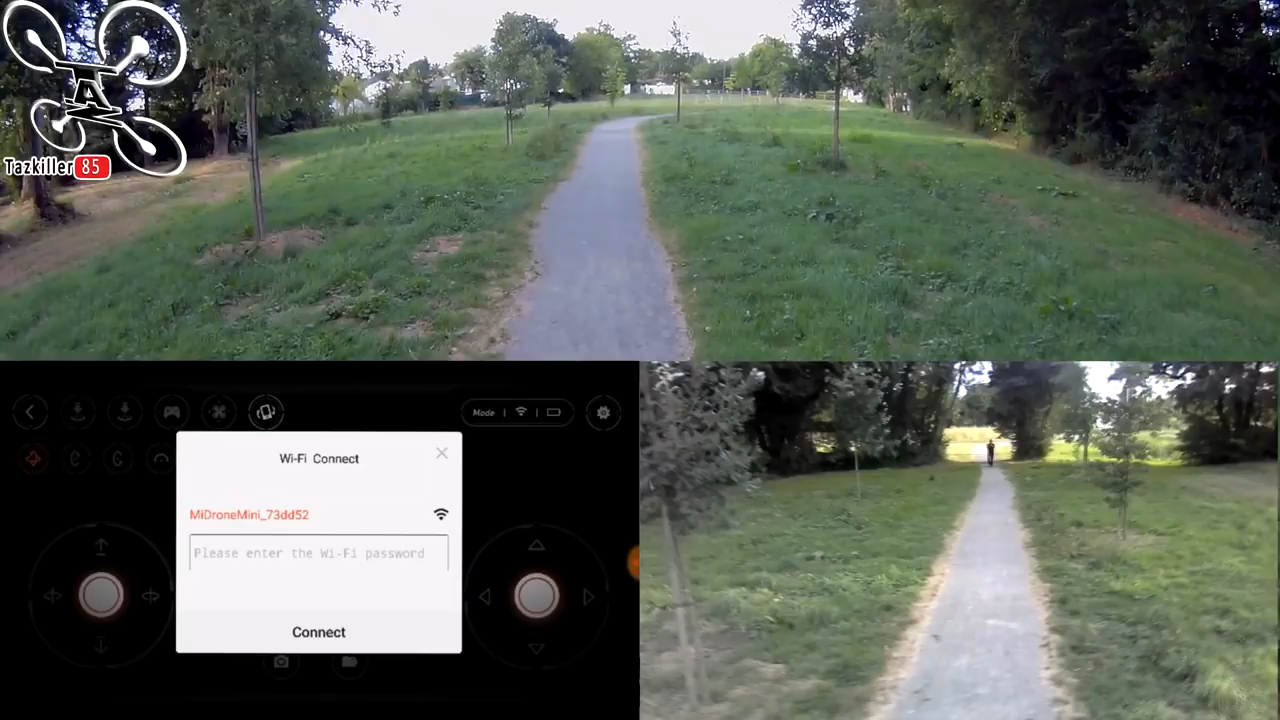 A
Tazkiller 85
Mode
Wi-Fi Connect
MiDroneMini_73dd52
Please enter the Wi-Fi password
Connect